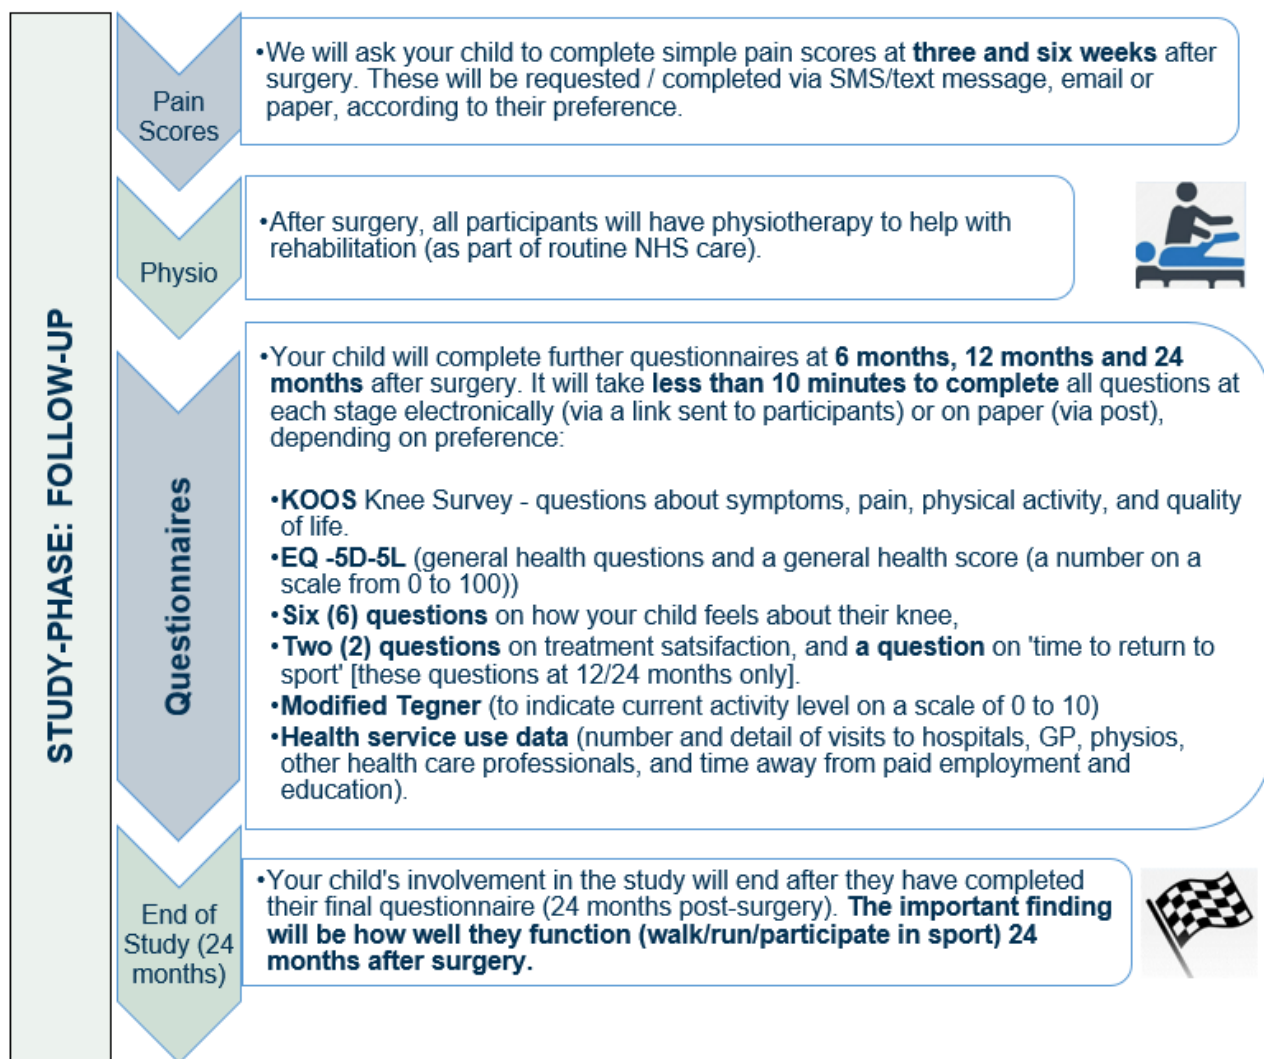 STUDY-PHASE: FOLLOW-UP
Pain
Scores
•We will ask your child to complete simple pain scores at three and six weeks after
surgery. These will be requested / completed via SMS/text message, email or
paper, according to their preference.
Physio
•After surgery, all participants will have physiotherapy to help with
rehabilitation (as part of routine NHS care).
Questionnaires
•Your child will complete further questionnaires at 6 months, 12 months and 24
months after surgery. It will take less than 10 minutes to complete all questions at
each stage electronically (via a link sent to participants) or on paper (via post),
depending on preference:
•KOOS Knee Survey - questions about symptoms, pain, physical activity, and quality
of life.
•EQ -5D-5L (general health questions and a general health score (a number on a
scale from 0 to 100))
•Six (6) questions on how your child feels about their knee,
•Two (2) questions on treatment satsifaction, and a question on 'time to return to
sport' [these questions at 12/24 months only].
•Modified Tegner (to indicate current activity level on a scale of 0 to 10)
•Health service use data (number and detail of visits to hospitals, GP, physios,
other health care professionals, and time away from paid employment and
education).
End of
Study (24
months)
•Your child's involvement in the study will end after they have completed
their final questionnaire (24 months post-surgery). The important finding
will be how well they function (walk/run/participate in sport) 24
months after surgery.